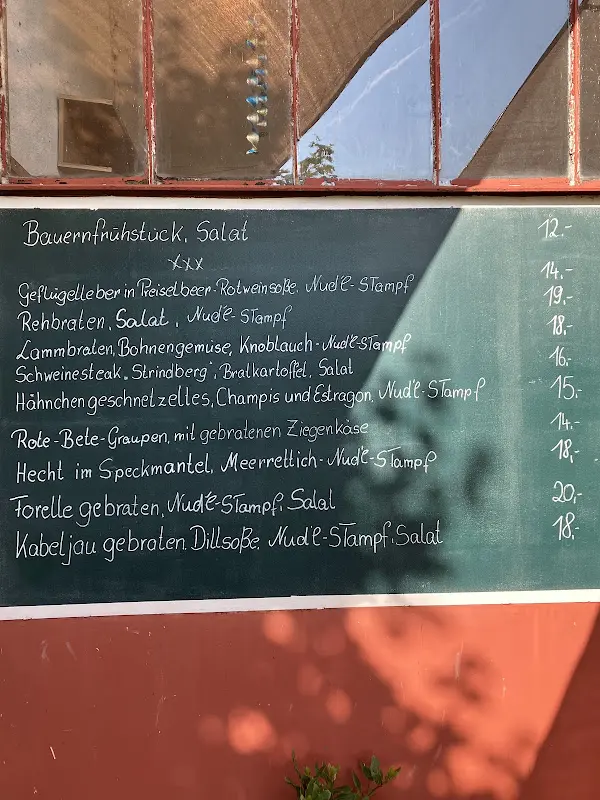 Bauernfrühstück, Salat 12.-
xxx
Geflügelleber in Preiselbeer-Rotweinsoße, Nud'l-STampf 14.-
Rehbraten, Salat, Nud'l-STampf 19.-
Lammbraten, Bohnengemüse, Knoblauch-Nud'l-STampf 18.-
Schweinesteak „Strindberg", Bratkartoffel, Salat 16.-
Hähnchengeschnetzeltes, Champis und Estragon, Nud'l-STampf 15.-
Rote-Bete-Graupen, mit gebratenen Ziegenkäse 14.-
Hecht im Speckmantel, Meerrettich-Nud'l-STampf 18,-
Forelle gebraten, Nud'l-STampf, Salat 20,-
Kabeljau gebraten, Dillsoße, Nud'l-STampf, Salat 18,-